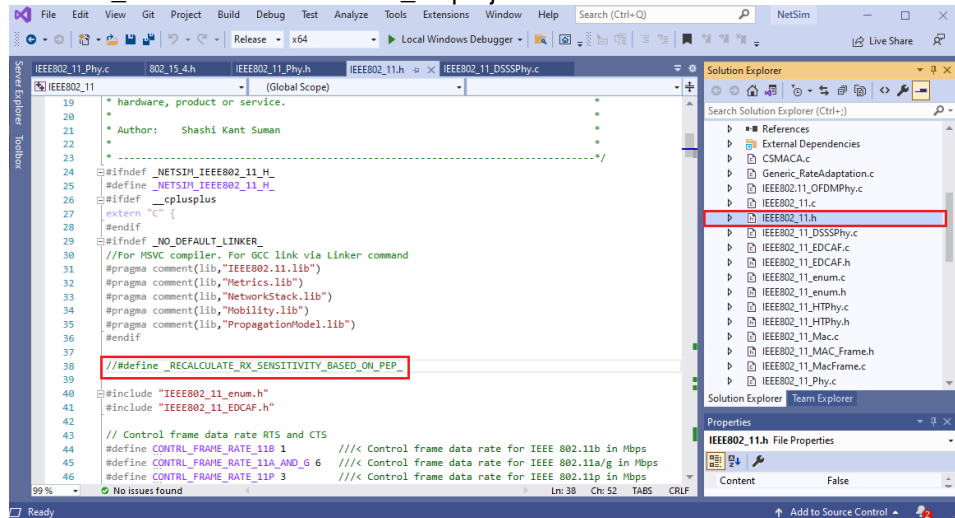 File Edit View Git Project Build Debug Test Analyze Tools Extensions Window Help Search (Ctrl+Q) NetSim
Release x64 Local Windows Debugger Live Share
Server Explorer
Toolbox
IEEE802_11_Phy.c 802_15_4.h IEEE802_11_Phy.h IEEE802_11.h IEEE802_11_DSSSPhy.c
IEEE802_11 (Global Scope)
19 * hardware, product or service. *
20 * *
21 * Author: Shashi Kant Suman *
22 * *
23 * ---------------------------------------------------------------------------*/
24 #ifndef _NETSIM_IEEE802_11_H_
25 #define _NETSIM_IEEE802_11_H_
26 #ifdef __cplusplus
27 extern "C" {
28 #endif
29 #ifndef _NO_DEFAULT_LINKER_
30 //For MSVC compiler. For GCC link via Linker command
31 #pragma comment(lib,"IEEE802.11.lib")
32 #pragma comment(lib,"Metrics.lib")
33 #pragma comment(lib,"NetworkStack.lib")
34 #pragma comment(lib,"Mobility.lib")
35 #pragma comment(lib,"PropagationModel.lib")
36 #endif
37
38 //#define _RECALCULATE_RX_SENSITIVITY_BASED_ON_PEP_
39
40 #include "IEEE802_11_enum.h"
41 #include "IEEE802_11_EDCAF.h"
42
43 // Control frame data rate RTS and CTS
44 #define CONTRL_FRAME_RATE_11B 1 ///< Control frame data rate for IEEE 802.11b in Mbps
45 #define CONTRL_FRAME_RATE_11A_AND_G 6 ///< Control frame data rate for IEEE 802.11a/g in Mbps
46 #define CONTRL_FRAME_RATE_11P 3 ///< Control frame data rate for IEEE 802.11p in Mbps
99 % No issues found Ln: 38 Ch: 52 TABS CRLF
Solution Explorer
Search Solution Explorer (Ctrl+;)
References
External Dependencies
CSMACA.c
Generic_RateAdaptation.c
IEEE802.11_OFDMPhy.c
IEEE802_11.c
IEEE802_11.h
IEEE802_11_DSSSPhy.c
IEEE802_11_EDCAF.c
IEEE802_11_EDCAF.h
IEEE802_11_enum.c
IEEE802_11_enum.h
IEEE802_11_HTPhy.c
IEEE802_11_HTPhy.h
IEEE802_11_Mac.c
IEEE802_11_MAC_Frame.h
IEEE802_11_MacFrame.c
IEEE802_11_Phy.c
Solution Explorer Team Explorer
Properties
IEEE802_11.h File Properties
Content False
Ready Add to Source Control 2